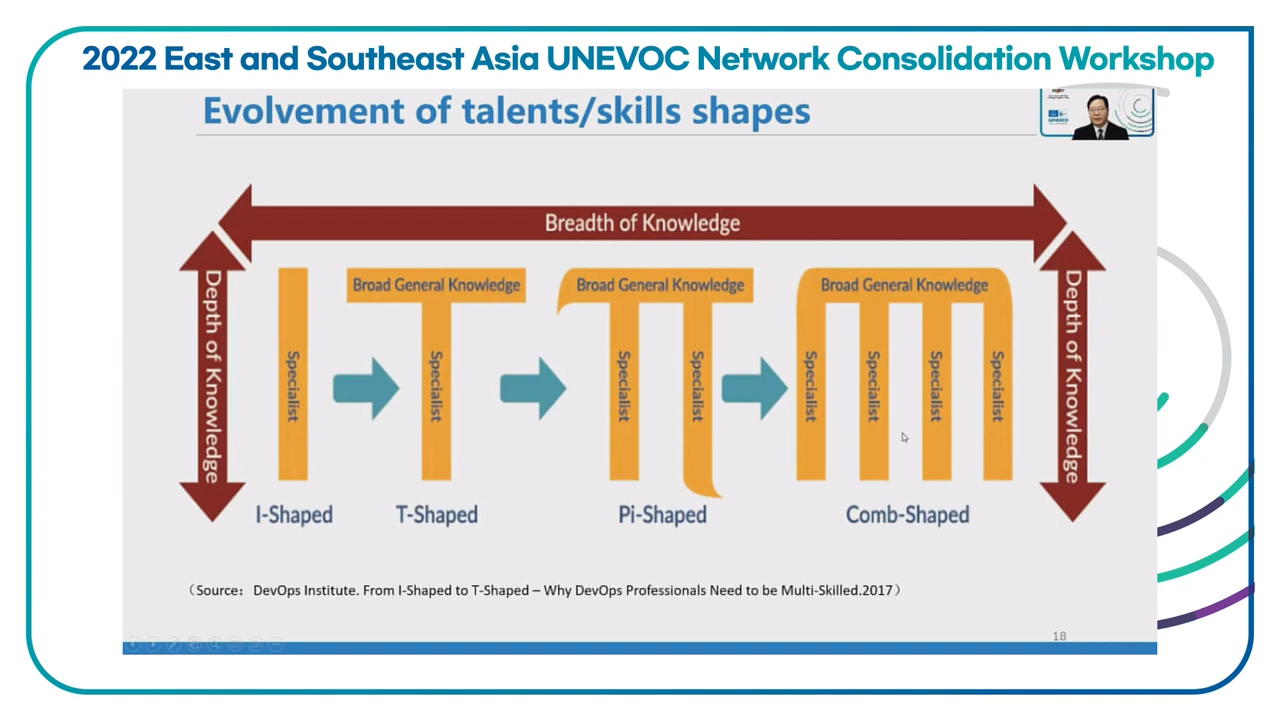 2022 East and Southeast Asia UNEVOC Network Consolidation Workshop
Evolvement of talents/skills shapes
Breadth of Knowledge
Depth of Knowledge
Specialist
I-Shaped
Broad General Knowledge
Specialist
T-Shaped
Broad General Knowledge
Specialist
Specialist
Pi-Shaped
Broad General Knowledge
Specialist
Specialist
Specialist
Specialist
Comb-Shaped
Depth of Knowledge
（Source：DevOps Institute. From I-Shaped to T-Shaped – Why DevOps Professionals Need to be Multi-Skilled.2017）
18